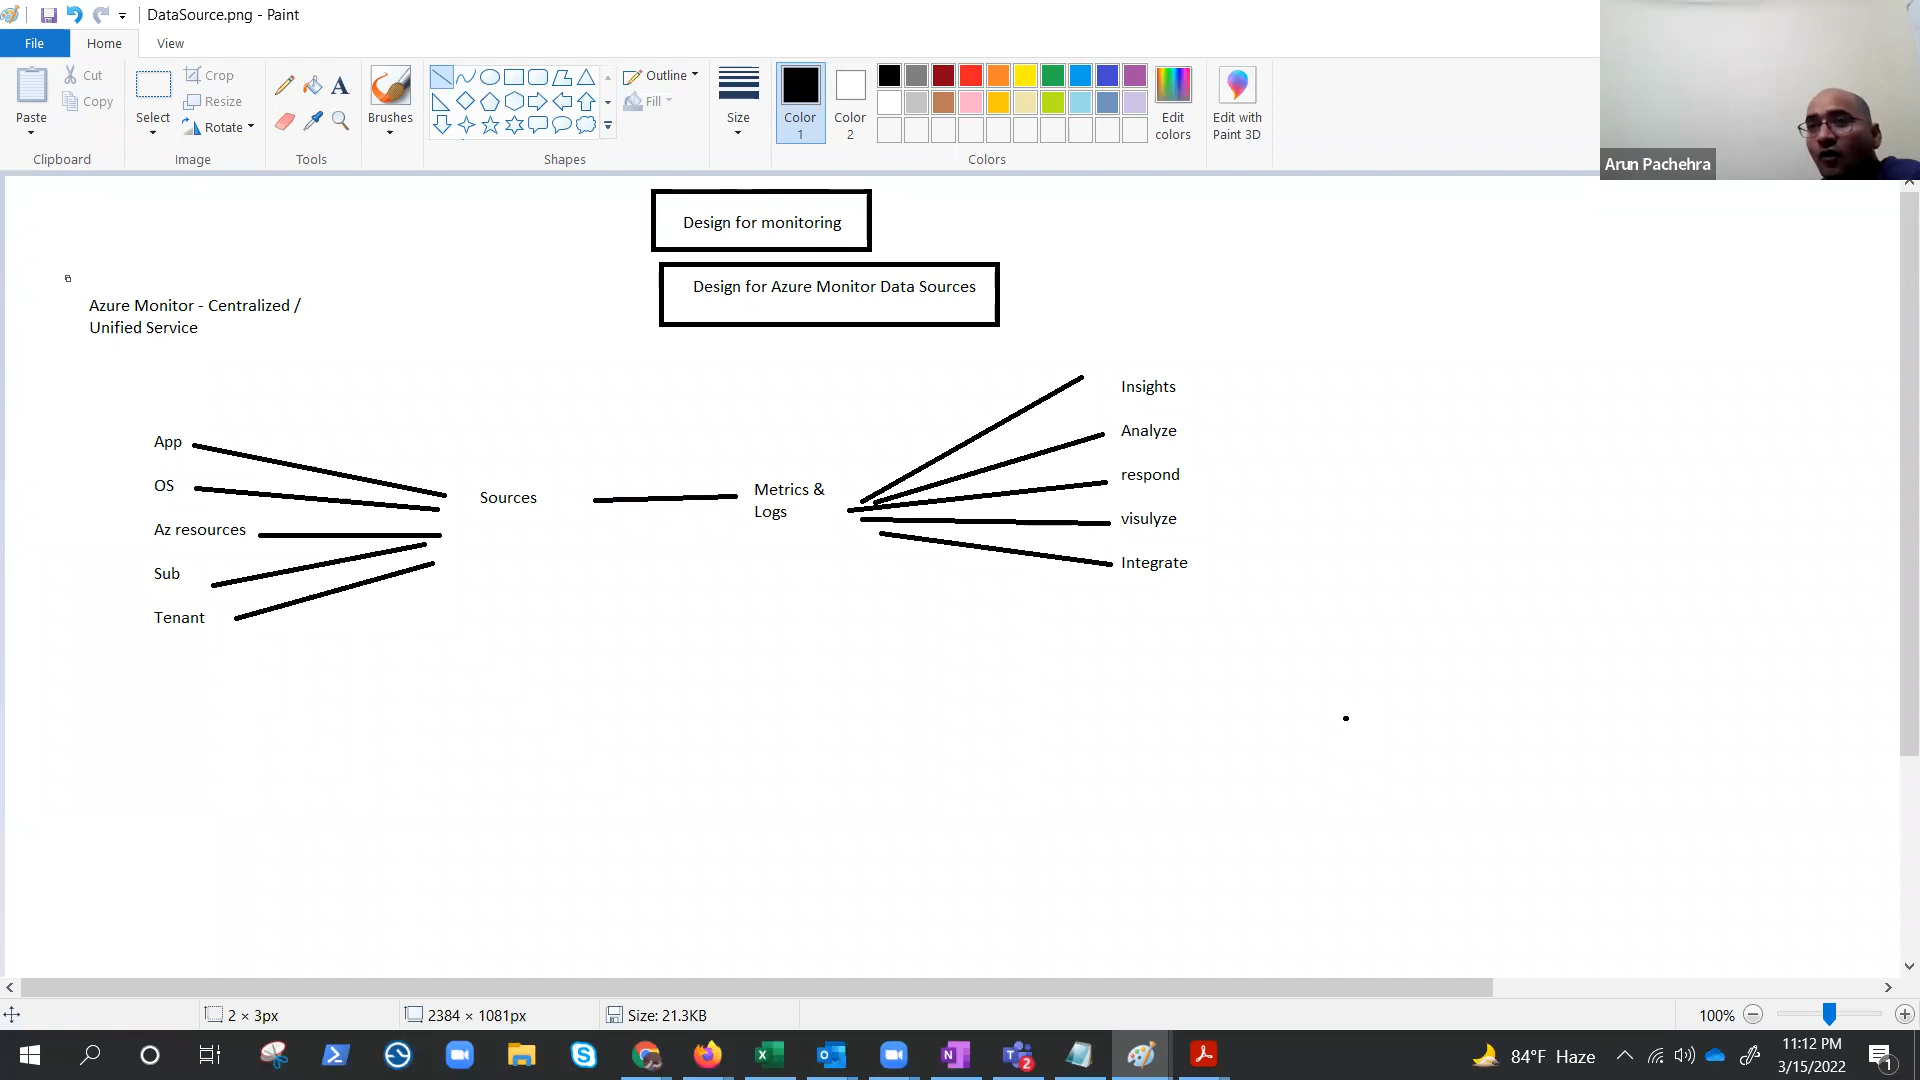 DataSource.png - Paint
File
Home
View
Paste
Cut
Copy
Clipboard
Select
Crop
Resize
Rotate
Image
A
Tools
Brushes
Outline
Fill
Shapes
Size
Color
1
Color
2
Edit
colors
Edit with
Paint 3D
Colors
Arun Pachehra
Design for monitoring
Design for Azure Monitor Data Sources
Azure Monitor - Centralized /
Unified Service
App
OS
Az resources
Sub
Tenant
Sources
Metrics &
Logs
Insights
Analyze
respond
visulyze
Integrate
2 × 3px
2384 × 1081px
Size: 21.3KB
100%
84°F Haze
11:12 PM
3/15/2022
2
1